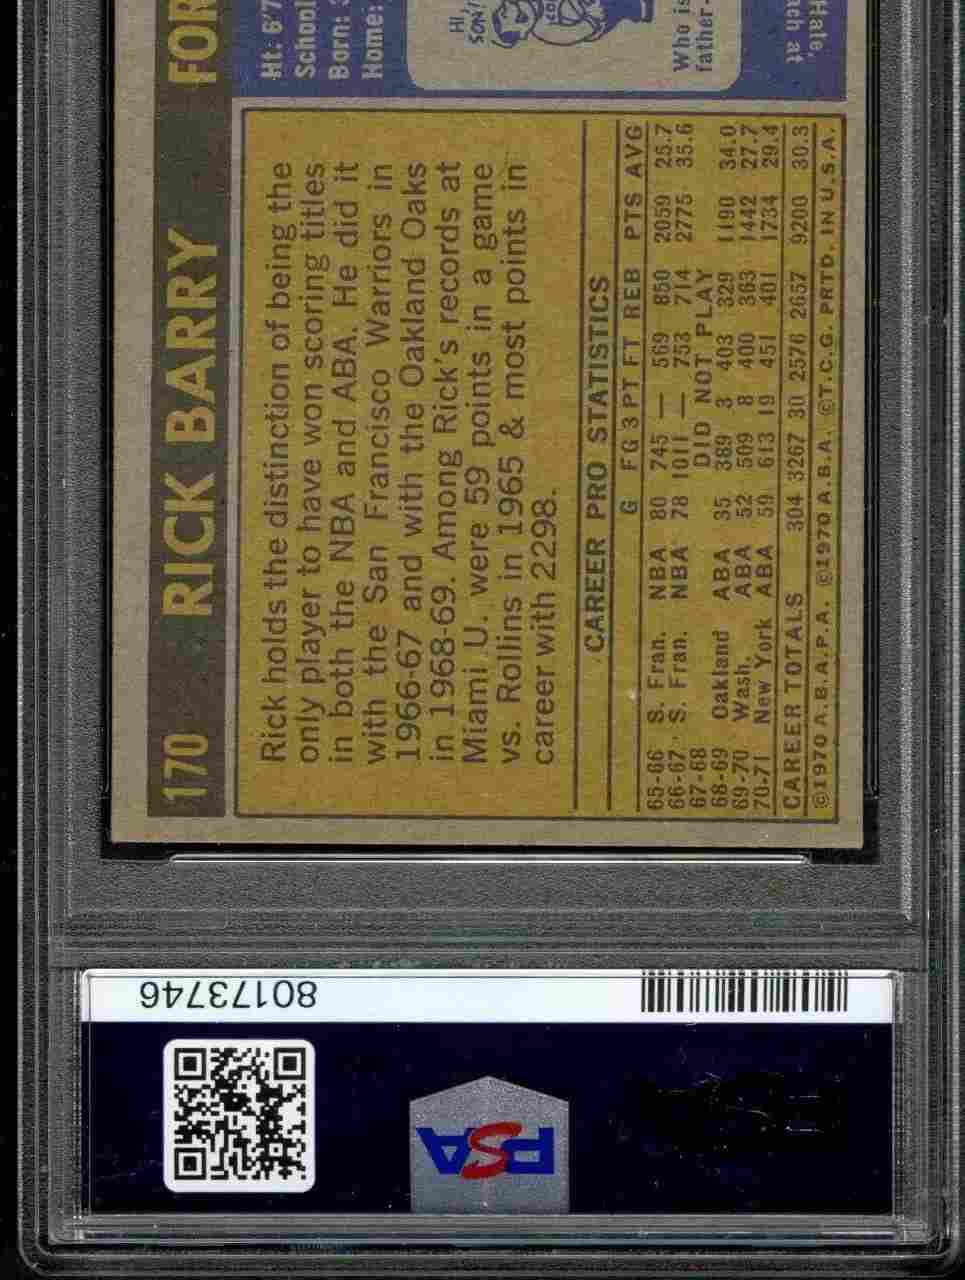 170 RICK BARRY FOR
Ht: 6'7
School
Born:
Home:
HI,
SON!
Who is
father-
Hale,
ach at
Rick holds the distinction of being the
only player to have won scoring titles
in both the NBA and ABA. He did it
with the San Francisco Warriors in
1966-67 and with the Oakland Oaks
in 1968-69. Among Rick's records at
Miami U. were 59 points in a game
vs. Rollins in 1965 & most points in
career with 2298.
CAREER PRO STATISTICS
G FG 3PT FT REB PTS AVG
65-66 S. Fran. NBA 80 745 — 569 850 2059 25.7
66-67 S. Fran. NBA 78 1011 — 753 714 2775 35.6
67-68 DID NOT PLAY
68-69 Oakland ABA 35 389 3 403 329 1190 34.0
69-70 Wash. ABA 52 509 8 400 363 1442 27.7
70-71 New York ABA 59 613 19 451 401 1734 29.4
CAREER TOTALS 304 3267 30 2576 2657 9200 30.3
©1970 A.B.A.P.A. ©1970 A.B.A. ©T.C.G. PRTD. IN U.S.A.
80173746
PSA